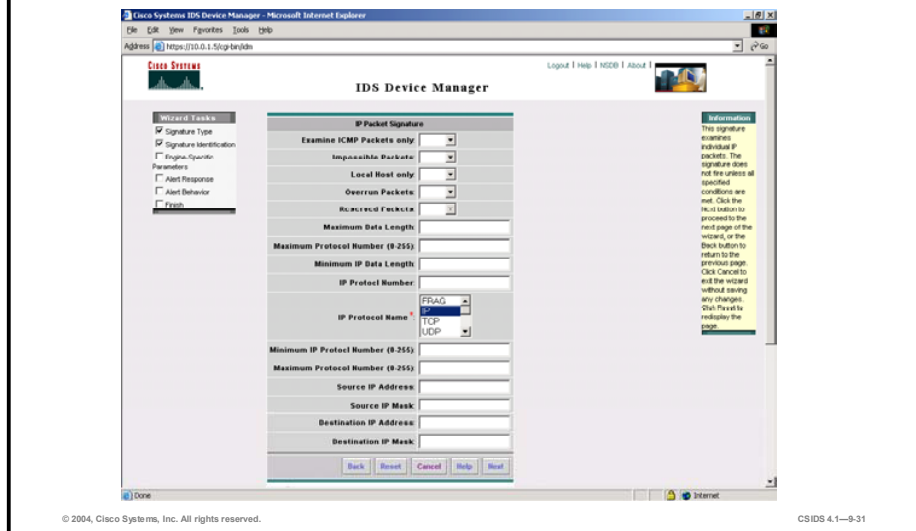 Cisco Systems IDS Device Manager - Microsoft Internet Explorer
File Edit View Favorites Tools Help
Address https://10.0.1.5/cgi-bin/idm Go
Cisco Systems
Logout | Help | NSDB | About |
IDS Device Manager
Wizard Tasks
Signature Type
Signature Identification
Engine-Specific
Parameters
Alert Response
Alert Behavior
Finish
IP Packet Signature
Examine ICMP Packets only:
Impossible Packets:
Local Host only:
Overrun Packets:
Reserved Packets:
Maximum Data Length:
Maximum Protocol Number (0-255):
Minimum IP Data Length:
IP Protocl Number:
IP Protocol Name*:
FRAG
IP
TCP
UDP
Minimum IP Protocl Number (0-255):
Maximum Protocol Number (0-255):
Source IP Address:
Source IP Mask:
Destination IP Address:
Destination IP Mask:
Back Reset Cancel Help Next
Information
This signature
examines
individual IP
packets. The
signature does
not fire unless all
specified
conditions are
met. Click the
Next button to
proceed to the
next page of the
wizard, or the
Back button to
return to the
previous page.
Click Cancel to
exit the wizard
without saving
any changes.
Click Reset to
redisplay the
page.
Done Internet
© 2004, Cisco Systems, Inc. All rights reserved.
CSIDS 4.1—9-31